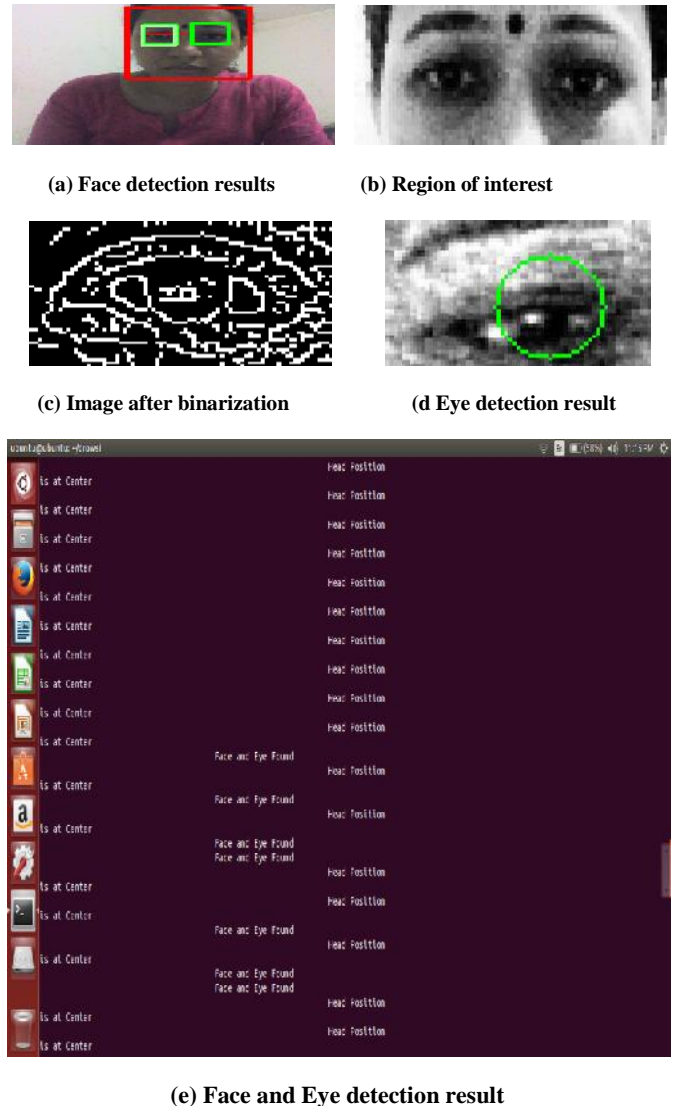 (a) Face detection results
(b) Region of interest
(c) Image after binarization
(d Eye detection result
ubuntu@ubuntu:
Head Position
is at Center
Head Position
is at Center
Head Position
is at Center
Head Position
is at Center
Head Position
is at Center
Head Position
is at Center
Head Position
is at Center
Head Position
is at Center
Head Position
is at Center
Head Position
is at Center
Face and Eye Found
Head Position
is at Center
Face and Eye Found
Head Position
is at Center
Face and Eye Found
Face and Eye Found
Head Position
is at Center
Head Position
is at Center
Face and Eye Found
Head Position
is at Center
Face and Eye Found
Face and Eye Found
Head Position
is at Center
Head Position
is at Center
(e) Face and Eye detection result